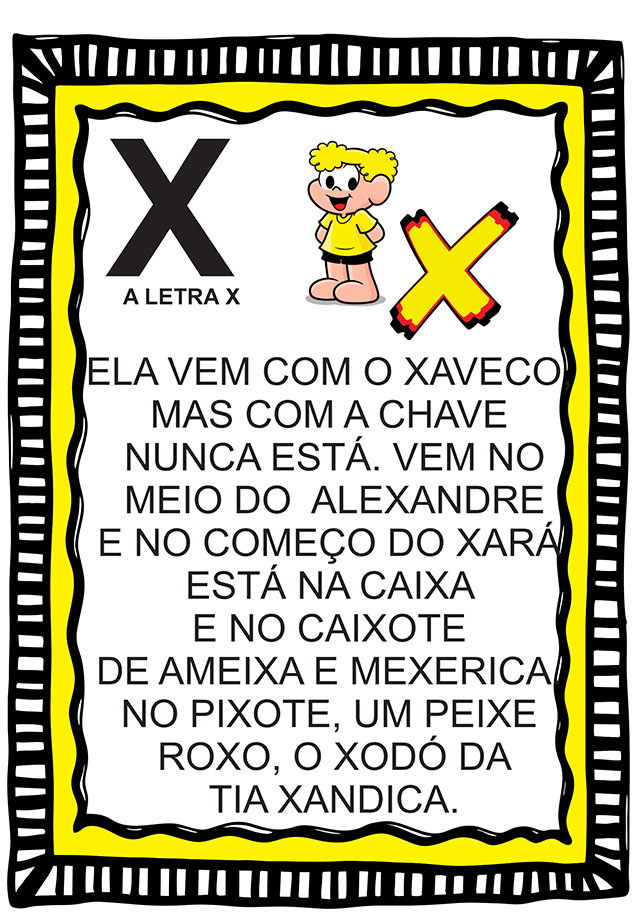 X
A LETRA X
X
ELA VEM COM O XAVECO,
MAS COM A CHAVE
NUNCA ESTÁ. VEM NO
MEIO DO ALEXANDRE
E NO COMEÇO DO XARÁ
ESTÁ NA CAIXA
E NO CAIXOTE
DE AMEIXA E MEXERICA.
NO PIXOTE, UM PEIXE
ROXO, O XODÓ DA
TIA XANDICA.